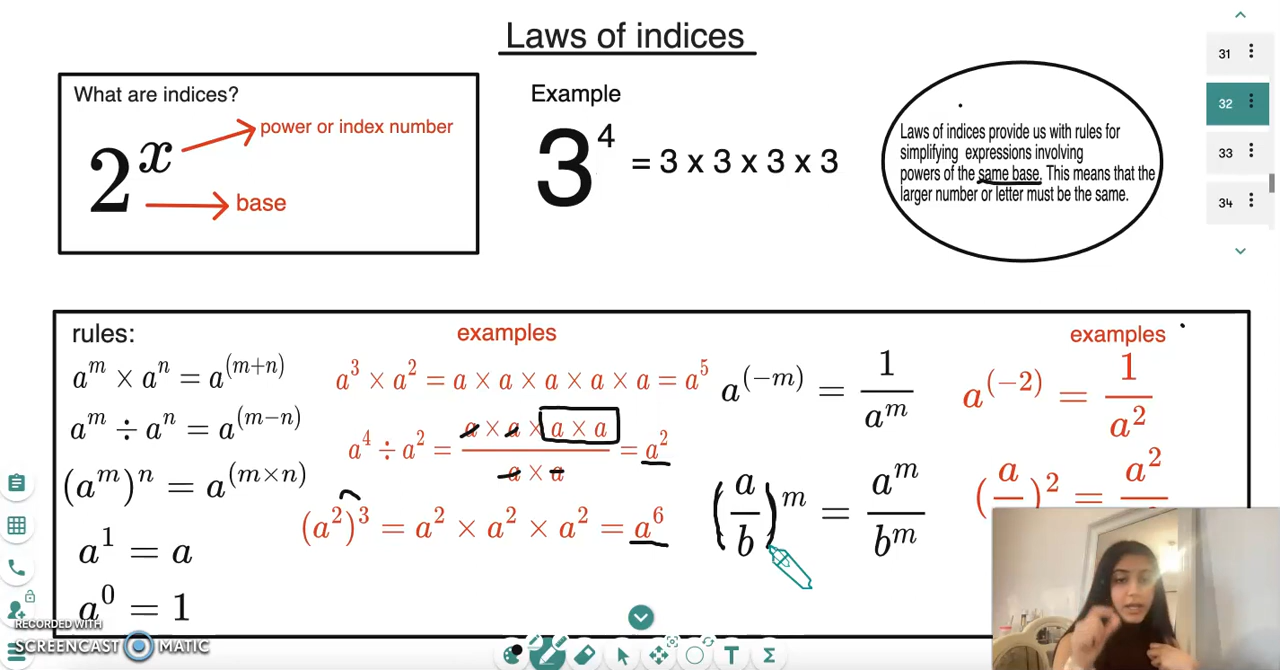 Laws of indices
What are indices?
2^x
power or index number
base
Example
3^4 = 3 x 3 x 3 x 3
Laws of indices provide us with rules for
simplifying expressions involving
powers of the same base. This means that the
larger number or letter must be the same.
31
32
33
34
rules:
a^m × a^n = a^(m+n)
a^m ÷ a^n = a^(m−n)
(a^m)^n = a^(m×n)
a^1 = a
a^0 = 1
examples
a^3 × a^2 = a × a × a × a × a = a^5
a^4 ÷ a^2 = (a × a × a × a)/(a × a) = a^2
(a^2)^3 = a^2 × a^2 × a^2 = a^6
a^(−m) = 1/a^m
(a/b)^m = a^m/b^m
examples
a^(−2) = 1/a^2
(a/ )^2 = a^2/
RECORDED WITH
SCREENCAST MATIC
T
Σ